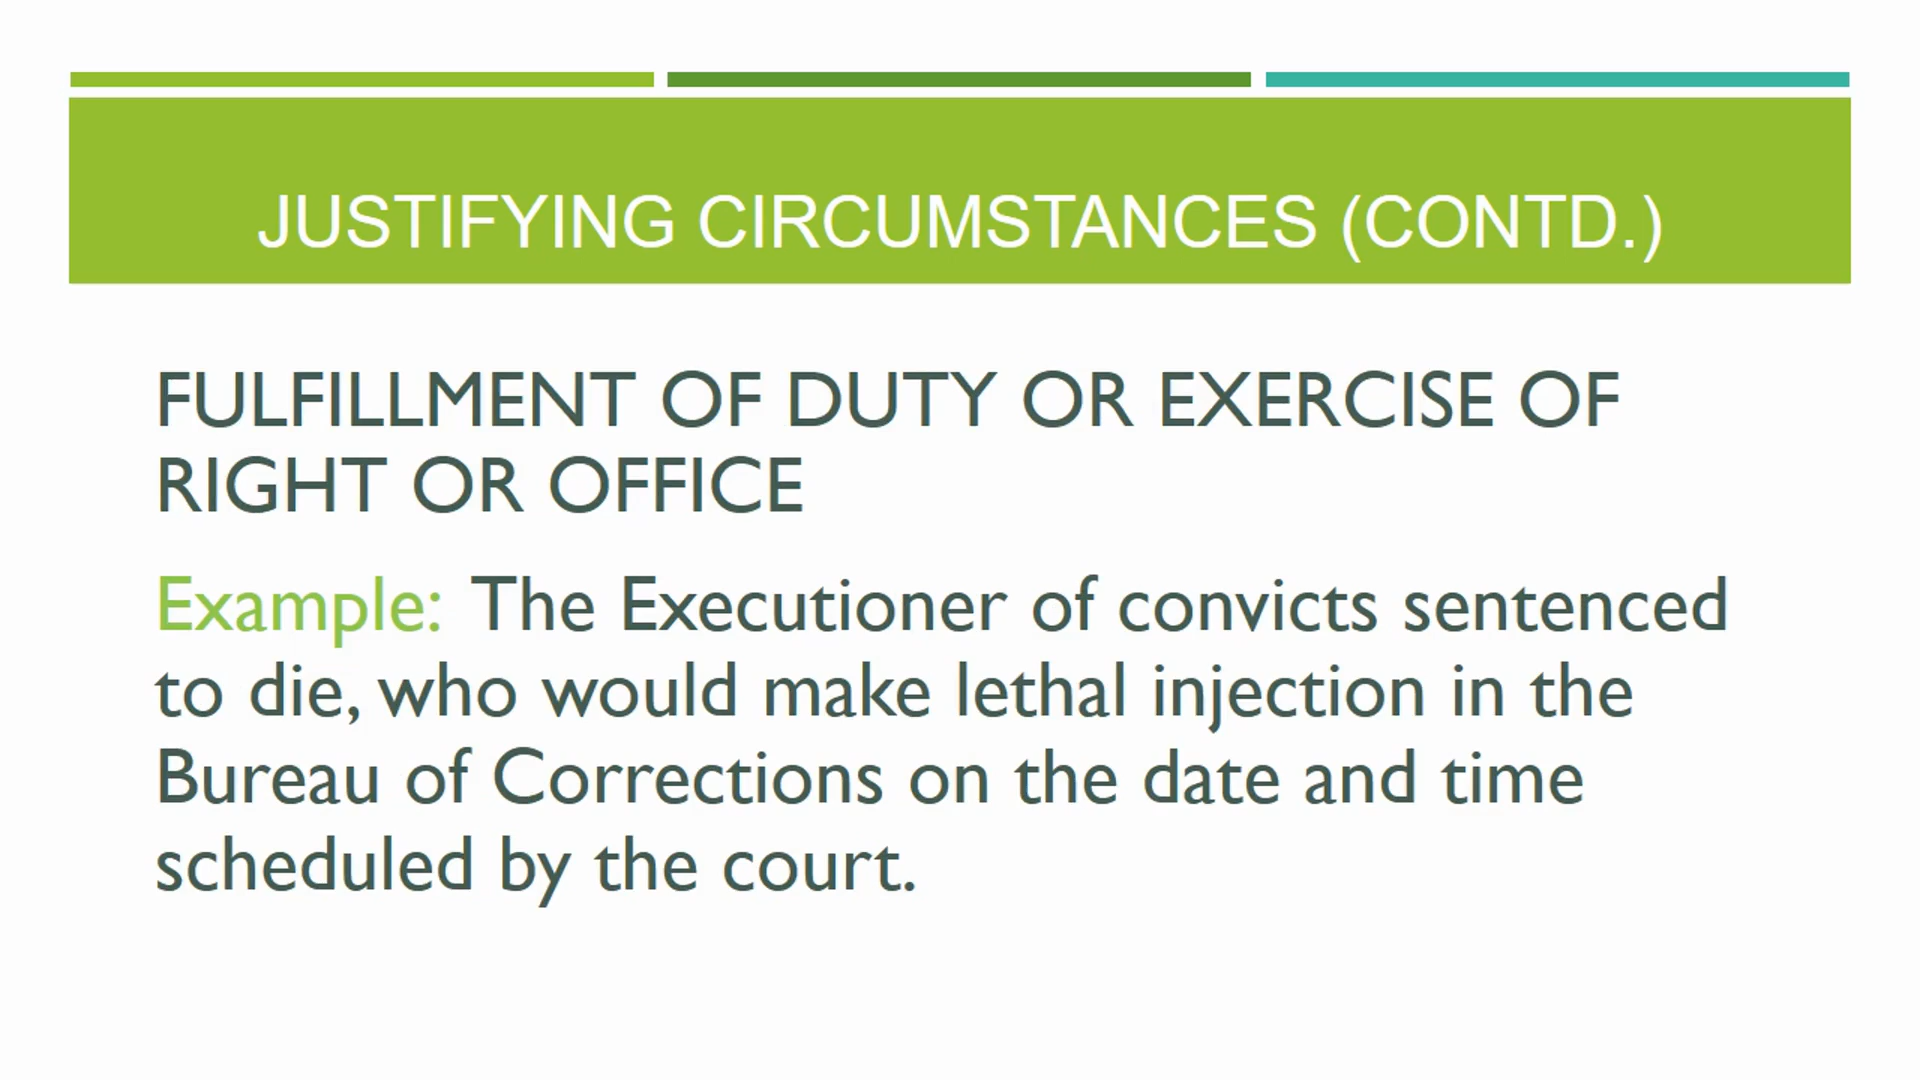 JUSTIFYING CIRCUMSTANCES (CONTD.)
FULFILLMENT OF DUTY OR EXERCISE OF
RIGHT OR OFFICE
Example: The Executioner of convicts sentenced
to die, who would make lethal injection in the
Bureau of Corrections on the date and time
scheduled by the court.